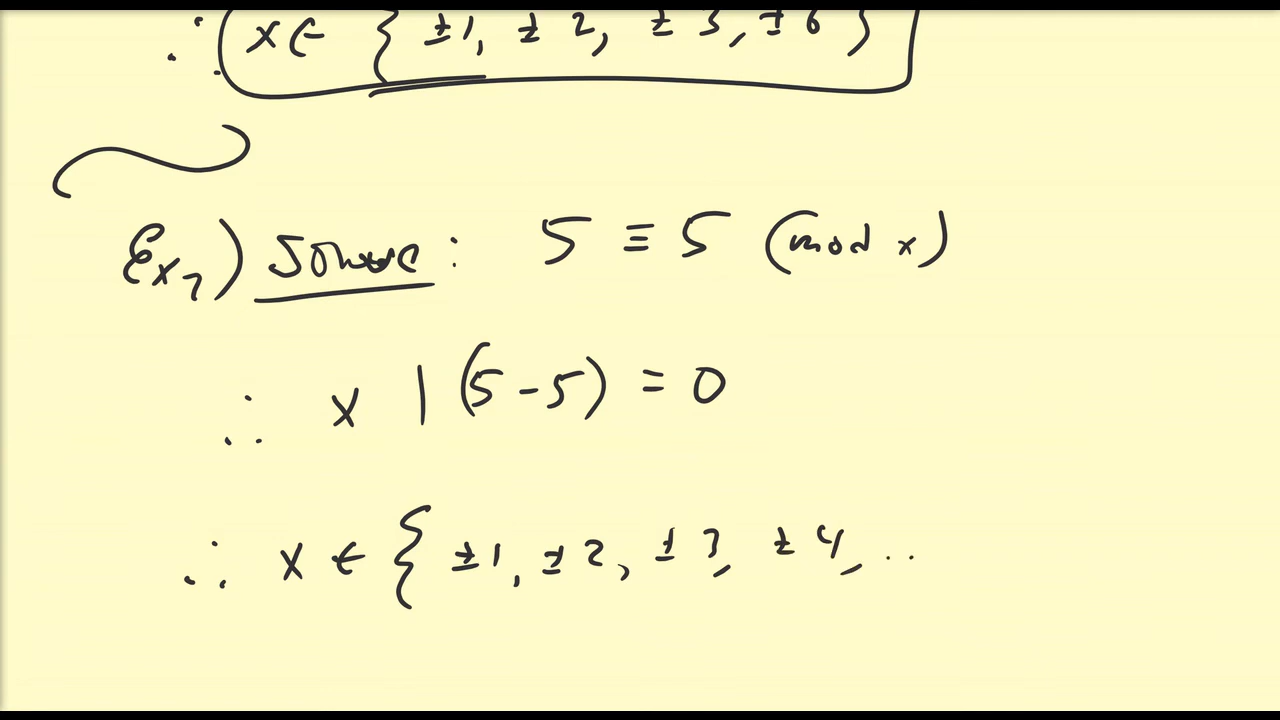 ∴ x ∈ { ±1, ±2, ±3, ±6 }
Ex7) Solve: 5 ≡ 5 (mod x)
∴ x | (5-5) = 0
∴ x ∈ { ±1, ±2, ±3, ±4, ..